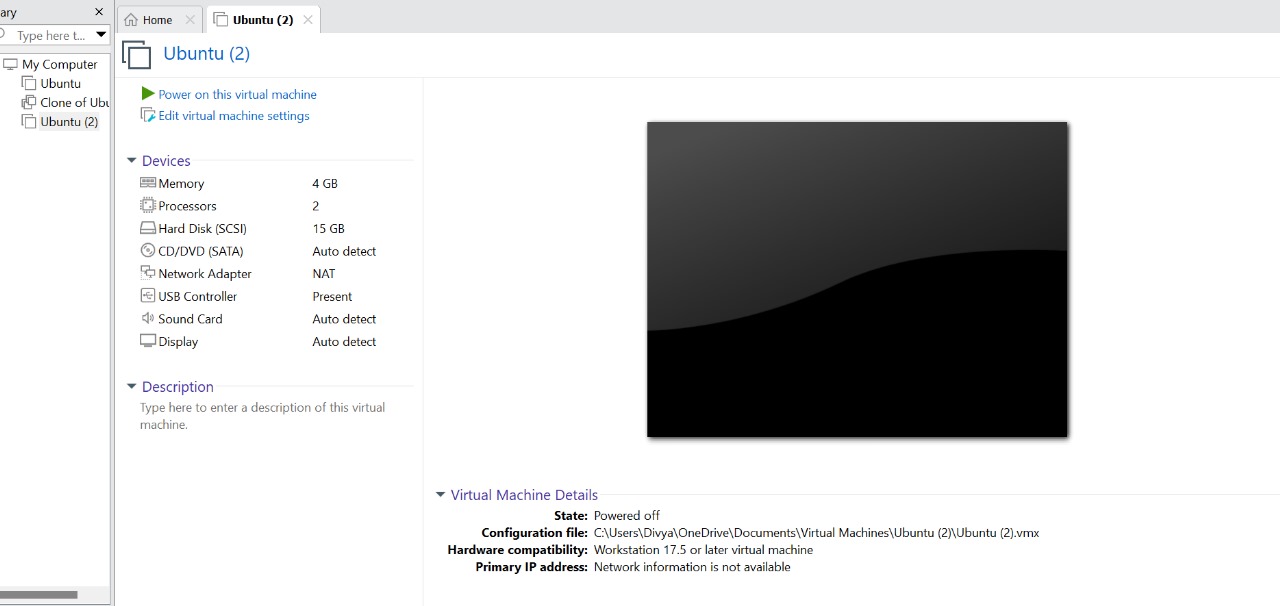 ary
Home
Ubuntu (2)
Type here t...
Ubuntu (2)
My Computer
Ubuntu
Clone of Ubu
Ubuntu (2)
Power on this virtual machine
Edit virtual machine settings
Devices
Memory 4 GB
Processors 2
Hard Disk (SCSI) 15 GB
CD/DVD (SATA) Auto detect
Network Adapter NAT
USB Controller Present
Sound Card Auto detect
Display Auto detect
Description
Type here to enter a description of this virtual
machine.
Virtual Machine Details
State: Powered off
Configuration file: C:\Users\Divya\OneDrive\Documents\Virtual Machines\Ubuntu (2)\Ubuntu (2).vmx
Hardware compatibility: Workstation 17.5 or later virtual machine
Primary IP address: Network information is not available